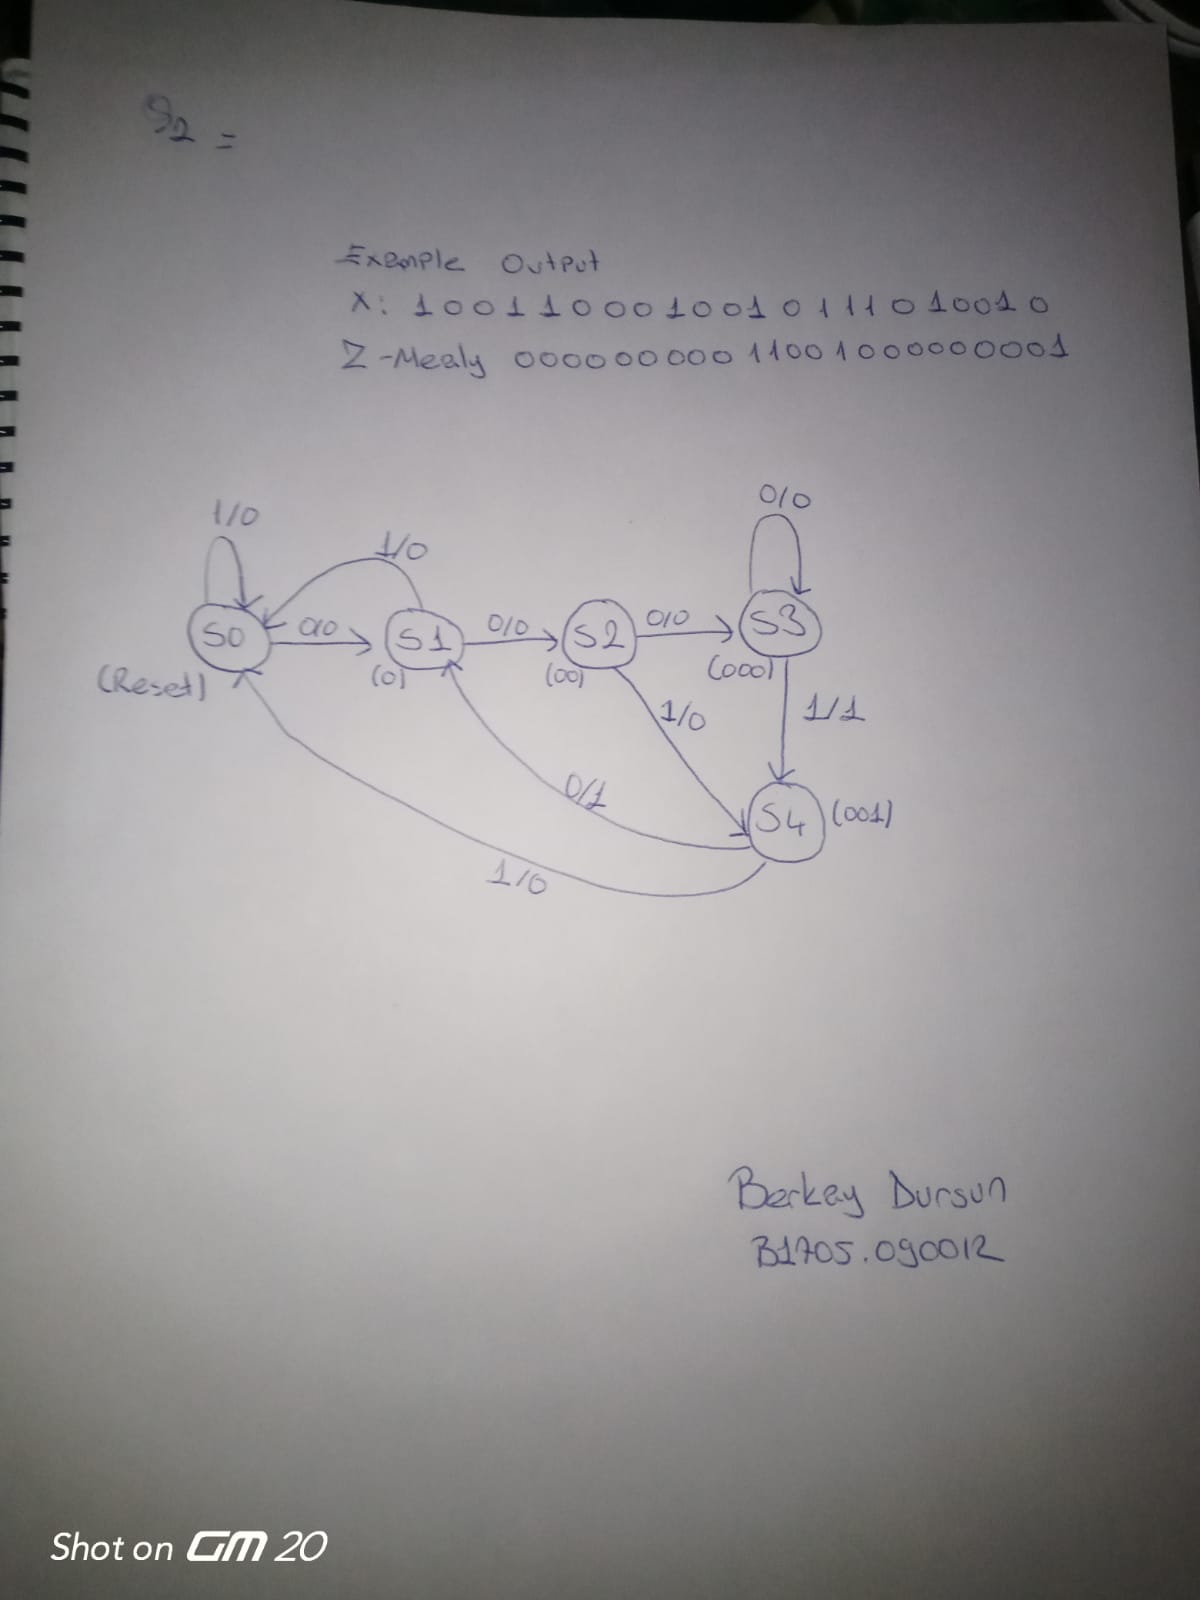 S2 =
Exemple Output
X: 1001100010010111010010
Z-Mealy 0000000001100100000000001
1/0
1/0
0/0
S0
0/0
S1
0/0
S2
0/0
S3
(Reset)
(0)
(00)
(000)
1/0
1/1
0/1
S4
(001)
1/0
Berkay Dursun
B1705.090012
Shot on GM 20